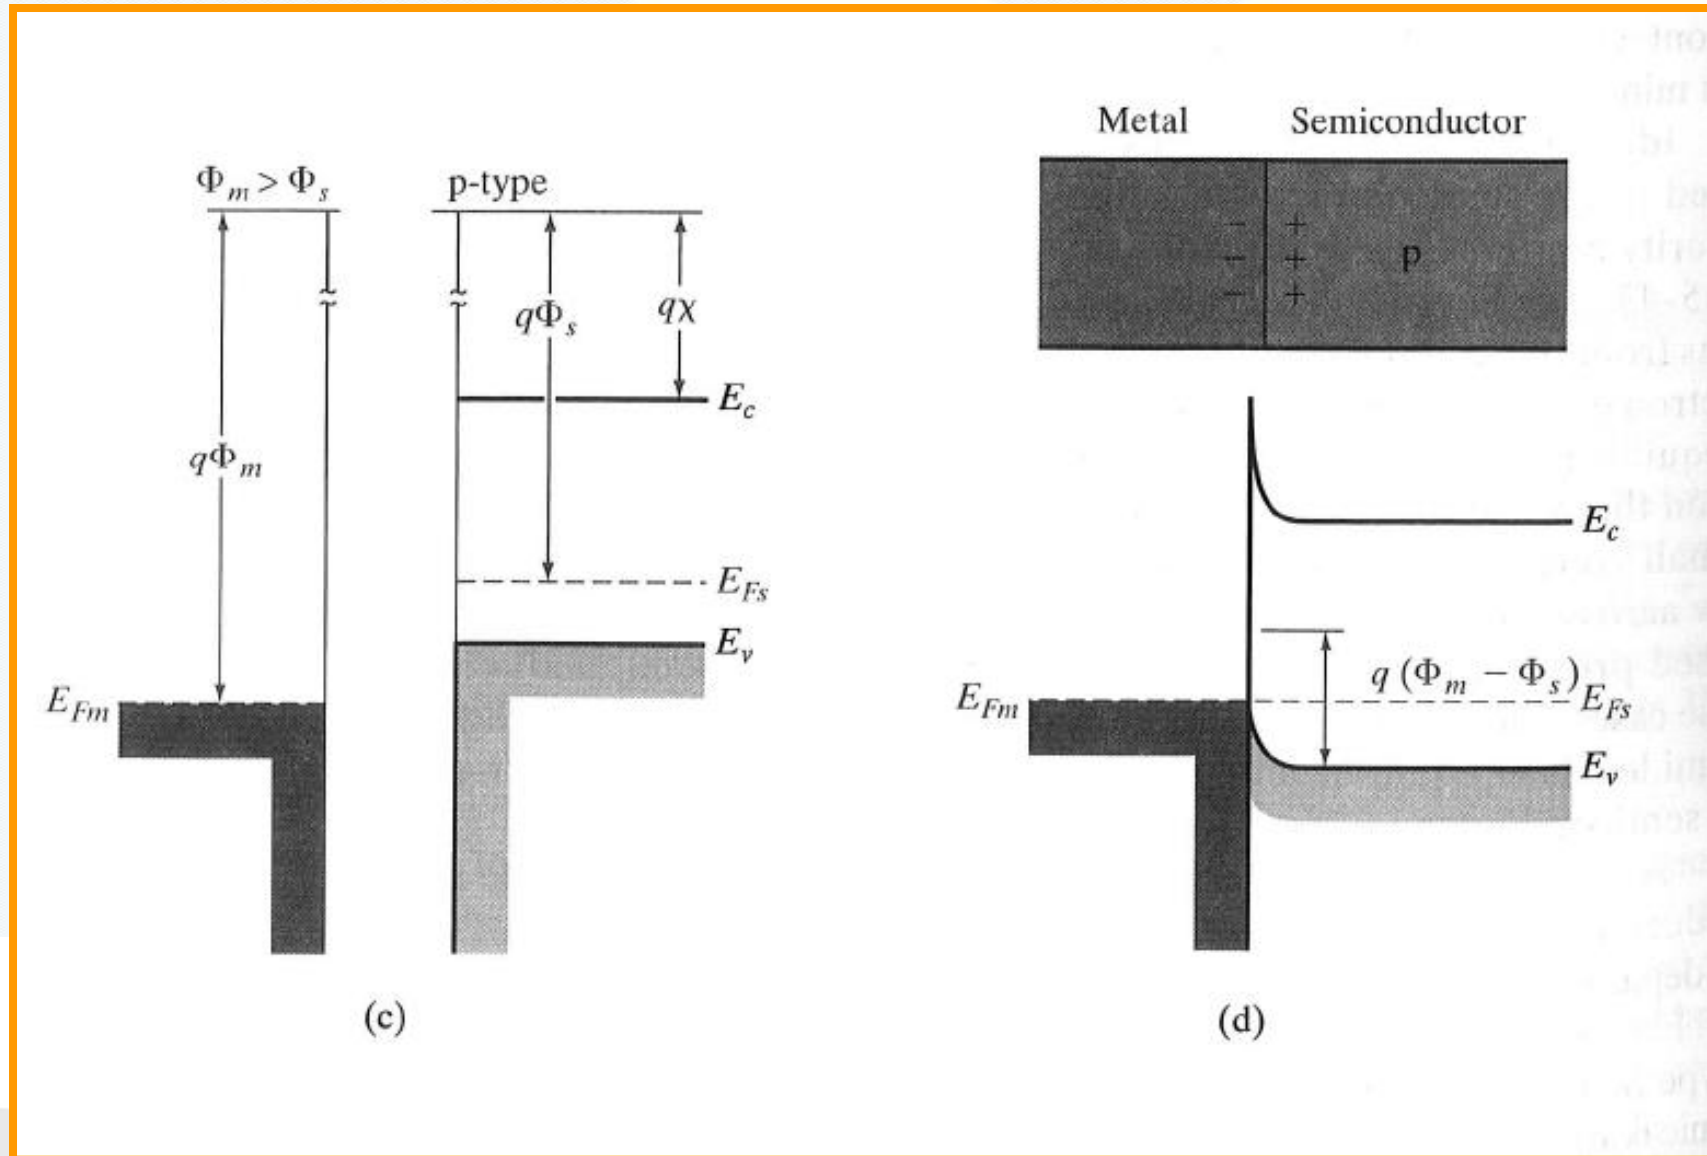 Φm > Φs
p-type
qΦm
qΦs
qχ
Ec
EFs
Ev
EFm
(c)
Metal Semiconductor
− +
− + p
− +
Ec
q (Φm − Φs)
EFm
EFs
Ev
(d)